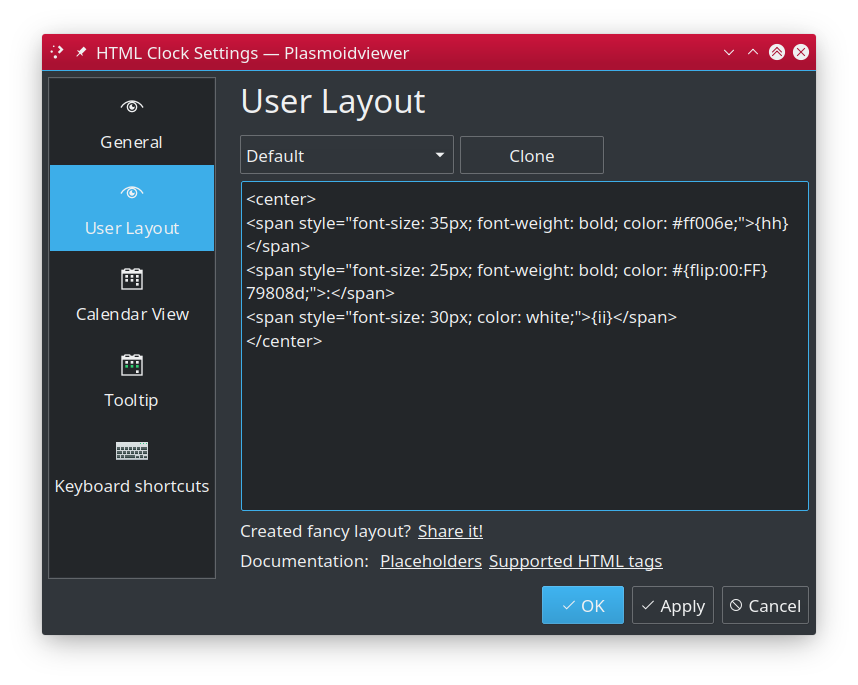 HTML Clock Settings — Plasmoidviewer
General
User Layout
Calendar View
Tooltip
Keyboard shortcuts
User Layout
Default
Clone
<center>
<span style="font-size: 35px; font-weight: bold; color: #ff006e;">{hh}
</span>
<span style="font-size: 25px; font-weight: bold; color: #{flip:00:FF}
79808d;">:</span>
<span style="font-size: 30px; color: white;">{ii}</span>
</center>
Created fancy layout? Share it!
Documentation: Placeholders Supported HTML tags
OK Apply Cancel